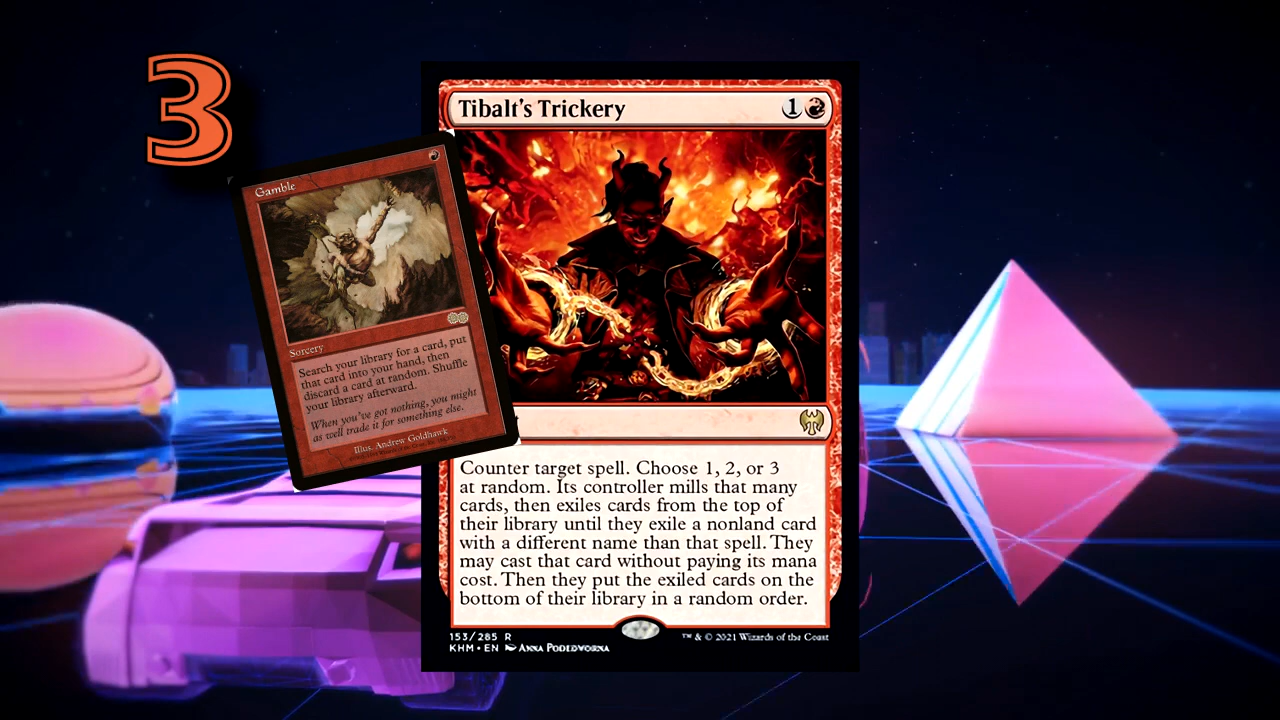 3
Tibalt's Trickery
1
Gamble
Sorcery
Search your library for a card, put
that card into your hand, then
discard a card at random. Shuffle
your library afterward.
When you've got nothing, you might
as well trade it for something else.
Illus. Andrew Goldhawk
Counter target spell. Choose 1, 2, or 3
at random. Its controller mills that many
cards, then exiles cards from the top of
their library until they exile a nonland card
with a different name than that spell. They
may cast that card without paying its mana
cost. Then they put the exiled cards on the
bottom of their library in a random order.
153/285 R
KHM • EN Anna Podedworna
™ & © 2021 Wizards of the Coast